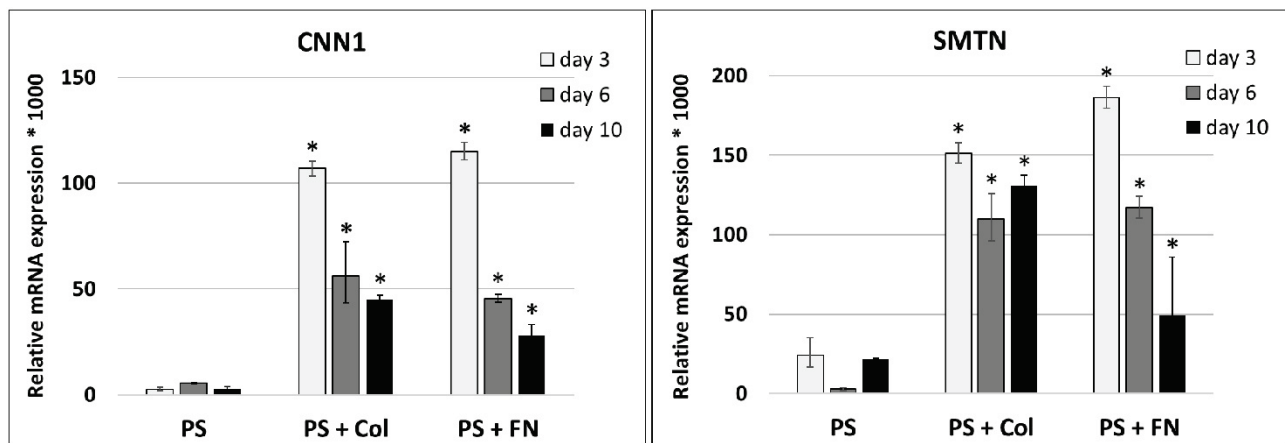 CNN1
Relative mRNA expression * 1000
150
100
50
0
day 3
day 6
day 10
*
*
*
*
*
*
PS
PS + Col
PS + FN
SMTN
Relative mRNA expression * 1000
200
150
100
50
0
day 3
day 6
day 10
*
*
*
*
*
*
PS
PS + Col
PS + FN